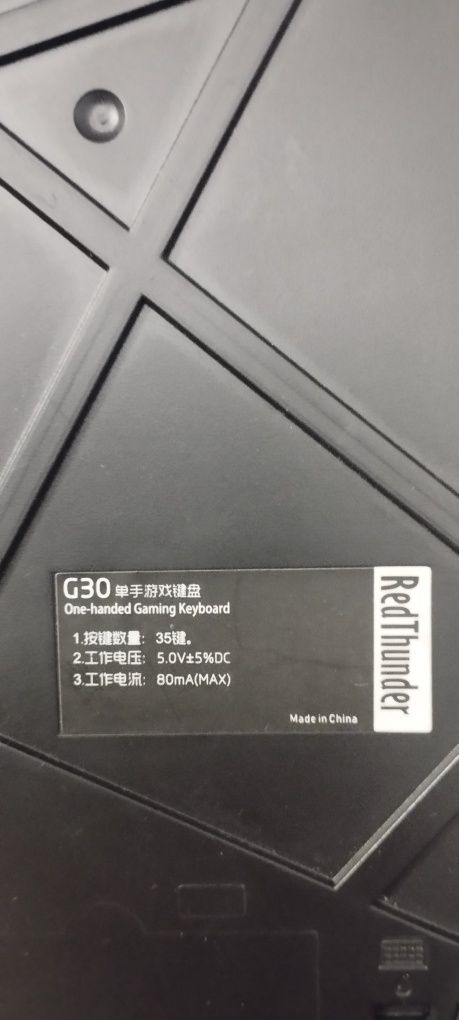 G30 单手游戏键盘
One-handed Gaming Keyboard
1.按键数量: 35键。
2.工作电压: 5.0V±5%DC
3.工作电流: 80mA(MAX)
Made in China
RedThunder